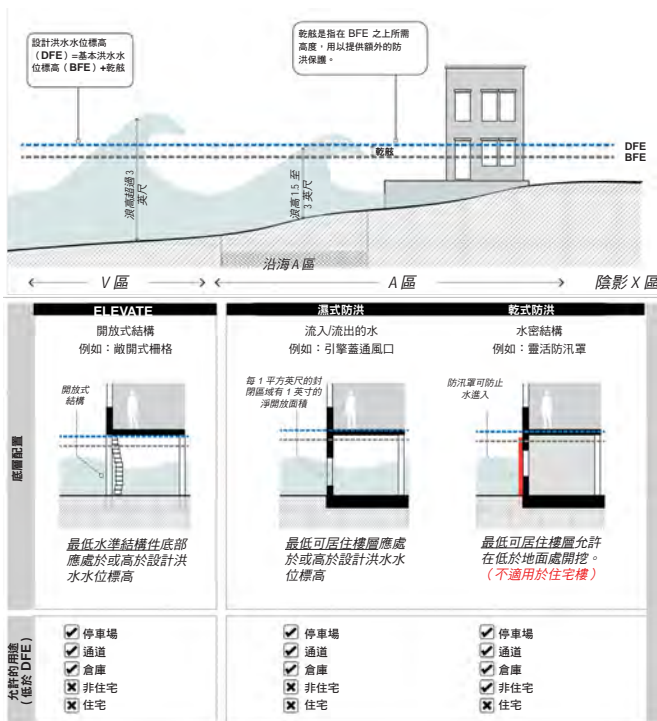 設計洪水水位標高
（DFE）=基本洪水水
位標高（BFE）+乾舷
乾舷是指在 BFE 之上所需
高度，用以提供額外的防
洪保護。
DFE
BFE
乾舷
浪高超過 3
英尺
浪高 1.5 至
3 英尺
沿海 A 區
V 區
A 區
陰影 X 區
ELEVATE
開放式結構
例如：敞開式柵格
開放式
結構
最低水準結構件底部
應處於或高於設計洪
水水位標高
濕式防洪
流入/流出的水
例如：引擎蓋通風口
每 1 平方英尺的封
閉區域有 1 英寸的
淨開放面積
最低可居住樓層應處
於或高於設計洪水水
位標高
乾式防洪
水密結構
例如：靈活防汛罩
防汛罩可防止
水進入
最低可居住樓層允許
在低於地面處開挖。
（不適用於住宅樓）
底層配置
允許的用途
（低於 DFE）
停車場
通道
倉庫
非住宅
住宅
停車場
通道
倉庫
非住宅
住宅
停車場
通道
倉庫
非住宅
住宅